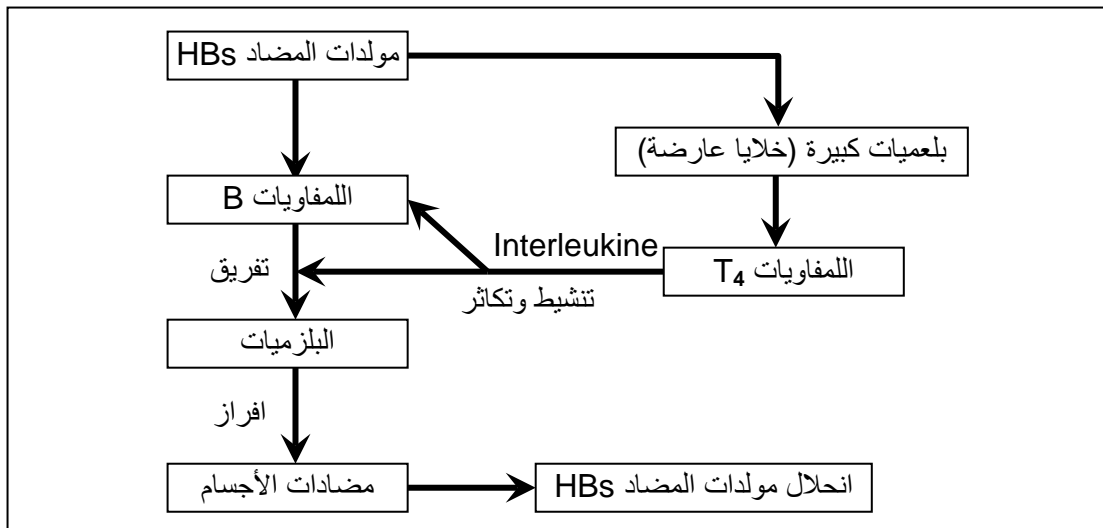 مولدات المضاد HBs
بلعميات كبيرة (خلايا عارضة)
اللمفاويات B
Interleukine
اللمفاويات T₄
تفريق
تنشيط وتكاثر
البلزميات
افراز
مضادات الأجسام
انحلال مولدات المضاد HBs